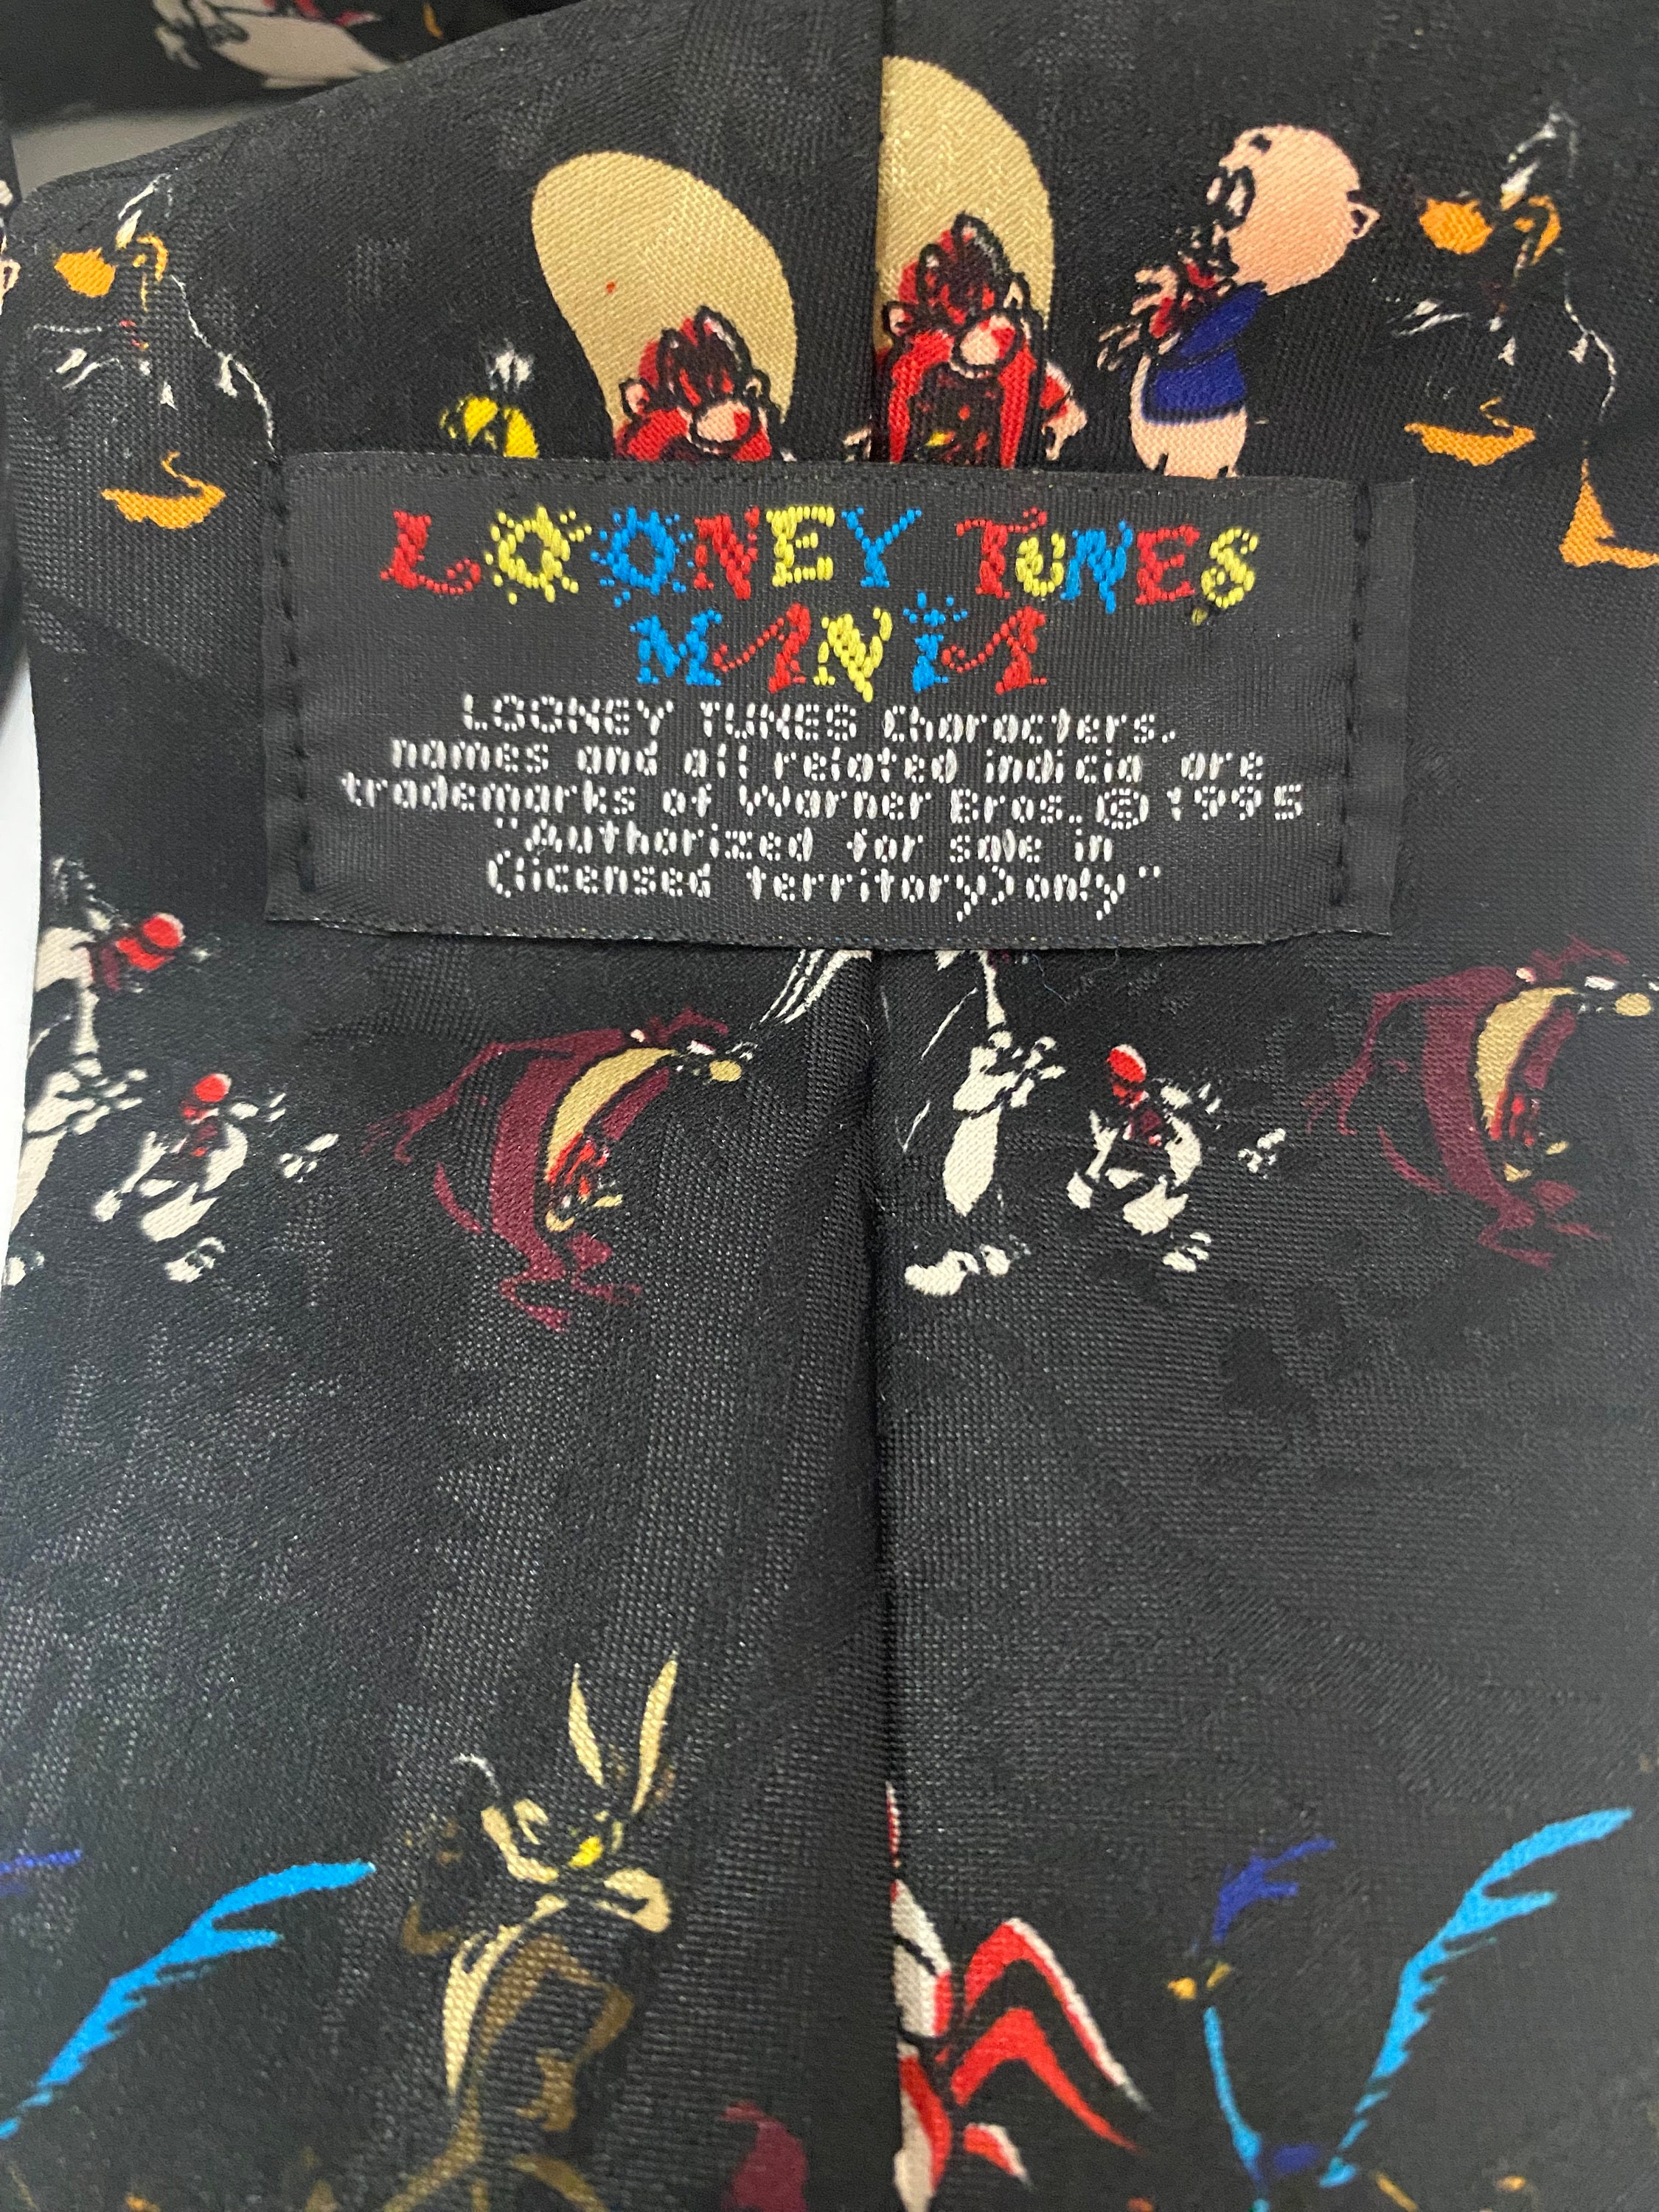 LOONEY TUNES
MANIA
LOONEY TUNES Characters,
names and all related indicia are
trademarks of Warner Bros. © 1995
"Authorized for sale in
(licensed territory) only"